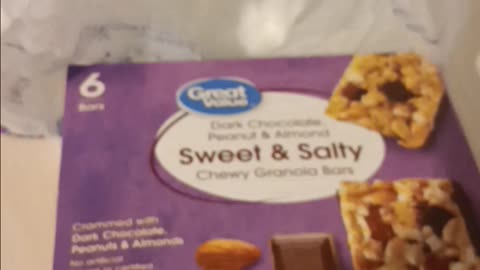 6
Bars
Great
Value
Dark Chocolate,
Peanut & Almond
Sweet & Salty
Chewy Granola Bars
Crammed with
Dark Chocolate,
Peanuts & Almonds
No artificial
certified